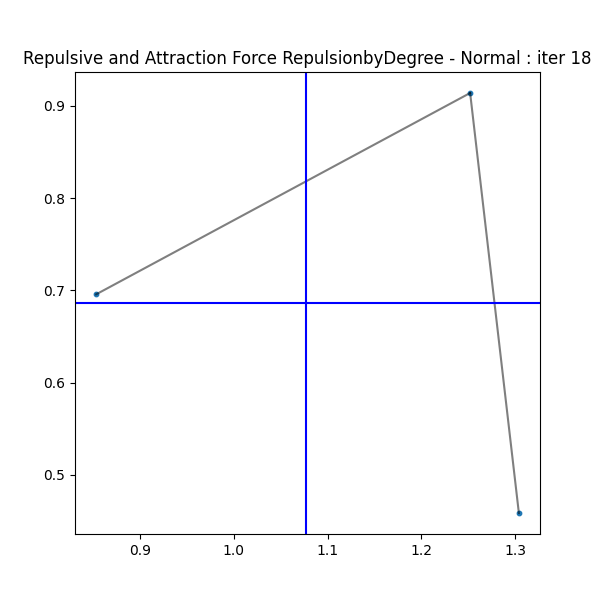 Repulsive and Attraction Force RepulsionbyDegree - Normal : iter 18
0.9
0.8
0.7
0.6
0.5
0.9 1.0 1.1 1.2 1.3